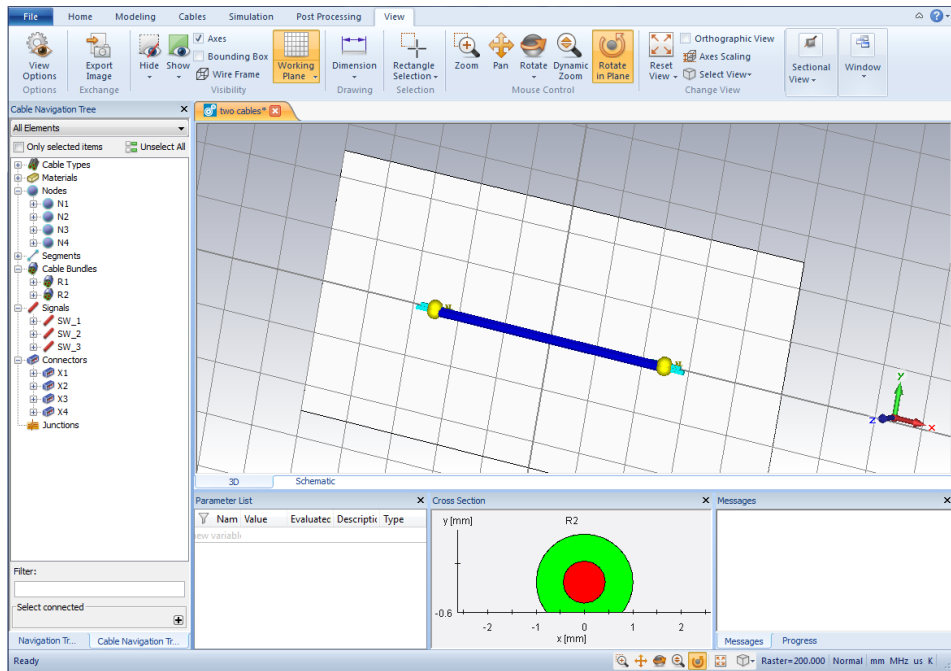 File Home Modeling Cables Simulation Post Processing View
View Options
Export Image
Hide Show
Axes
Bounding Box
Wire Frame
Working Plane
Dimension
Rectangle Selection
Zoom Pan Rotate Dynamic Zoom
Rotate in Plane
Reset View
Orthographic View
Axes Scaling
Select View
Sectional View
Window
Options Exchange Visibility Drawing Selection Mouse Control Change View
Cable Navigation Tree
two cables*
All Elements
Only selected items Unselect All
Cable Types
Materials
Nodes
N1
N2
N3
N4
Segments
Cable Bundles
R1
R2
Signals
SW_1
SW_2
SW_3
Connectors
X1
X2
X3
X4
Junctions
y
z x
3D Schematic
Parameter List
Nam Value Evaluatec Descriptic Type
new variabl
Cross Section
y [mm] R2
-0.6
-2 -1 0 1 2
x [mm]
Messages
Filter:
Select connected
Navigation Tr... Cable Navigation Tr...
Messages Progress
Ready
Raster=200.000 Normal mm MHz us K